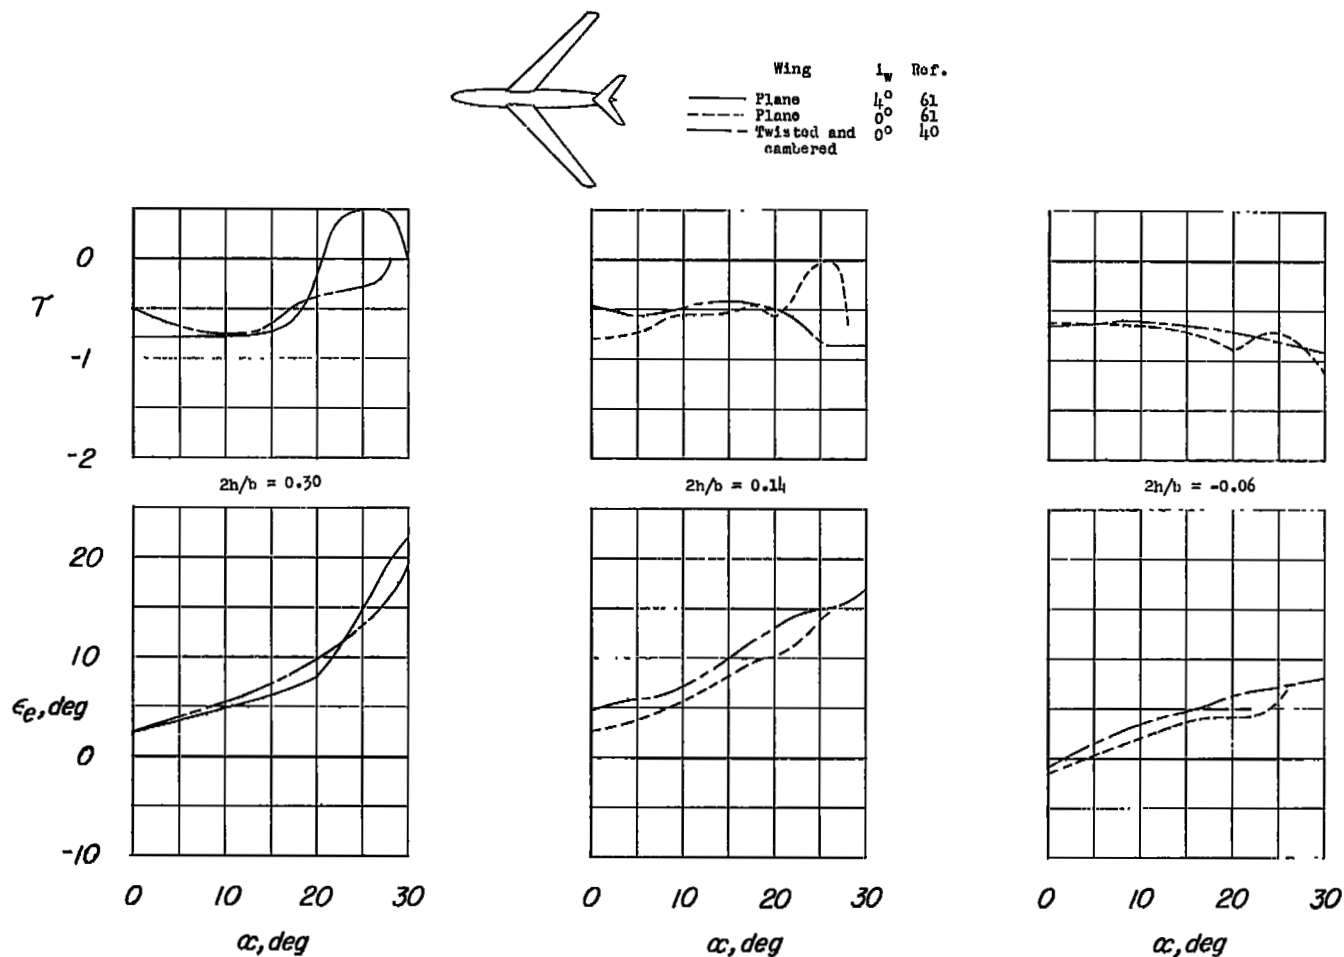 Wing i_w Ref.
Plane 4° 61
Plane 0° 61
Twisted and 0° 40
cambered
0
τ
-1
-2
2h/b = 0.30
2h/b = 0.14
2h/b = -0.06
20
10
ϵe, deg
0
-10
0 10 20 30
0 10 20 30
0 10 20 30
α, deg
α, deg
α, deg